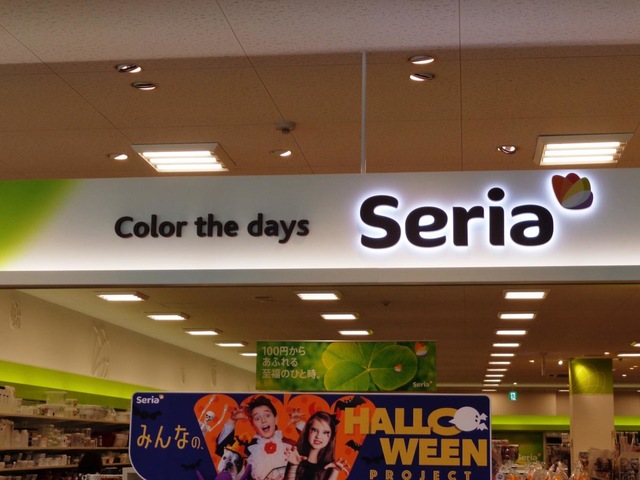 Color the days
Seria
100円から
あふれる
至福のひと時。
Seria
Seria
みんなの、
HALLO
WEEN
PROJECT
Seria